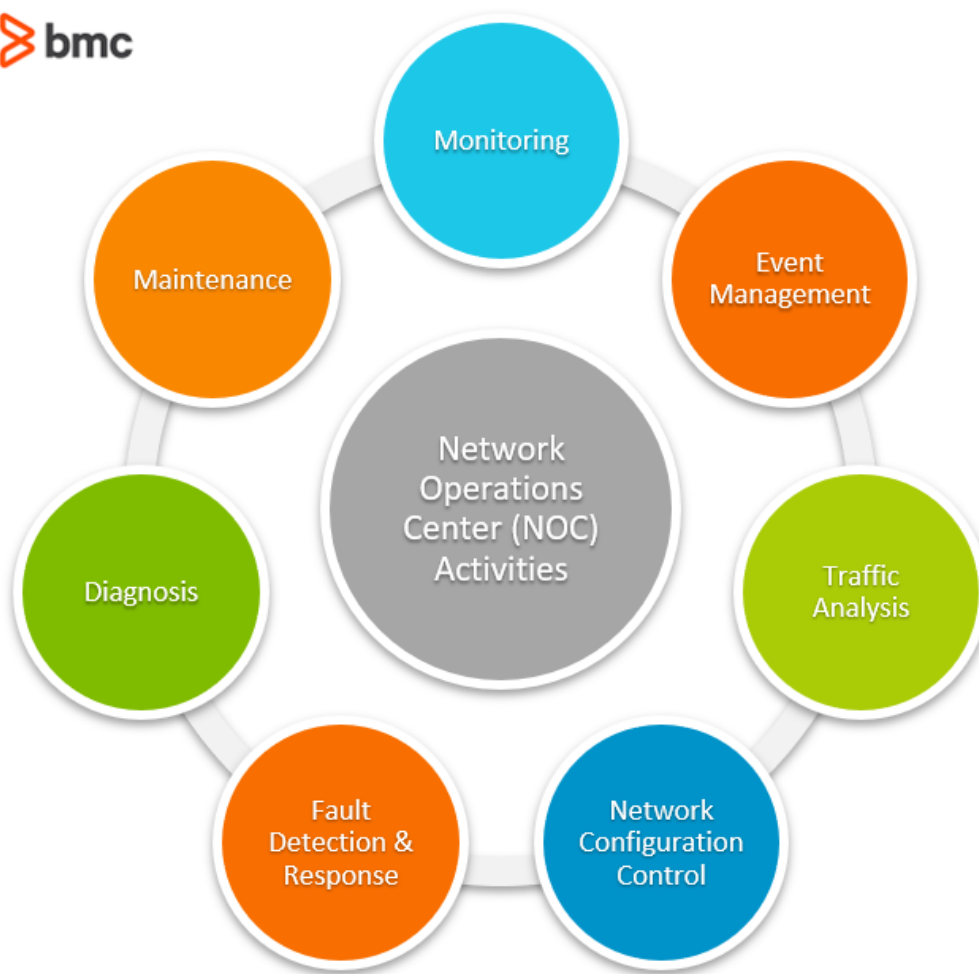 bmc
Monitoring
Event
Management
Traffic
Analysis
Network
Configuration
Control
Fault
Detection &
Response
Diagnosis
Maintenance
Network
Operations
Center (NOC)
Activities